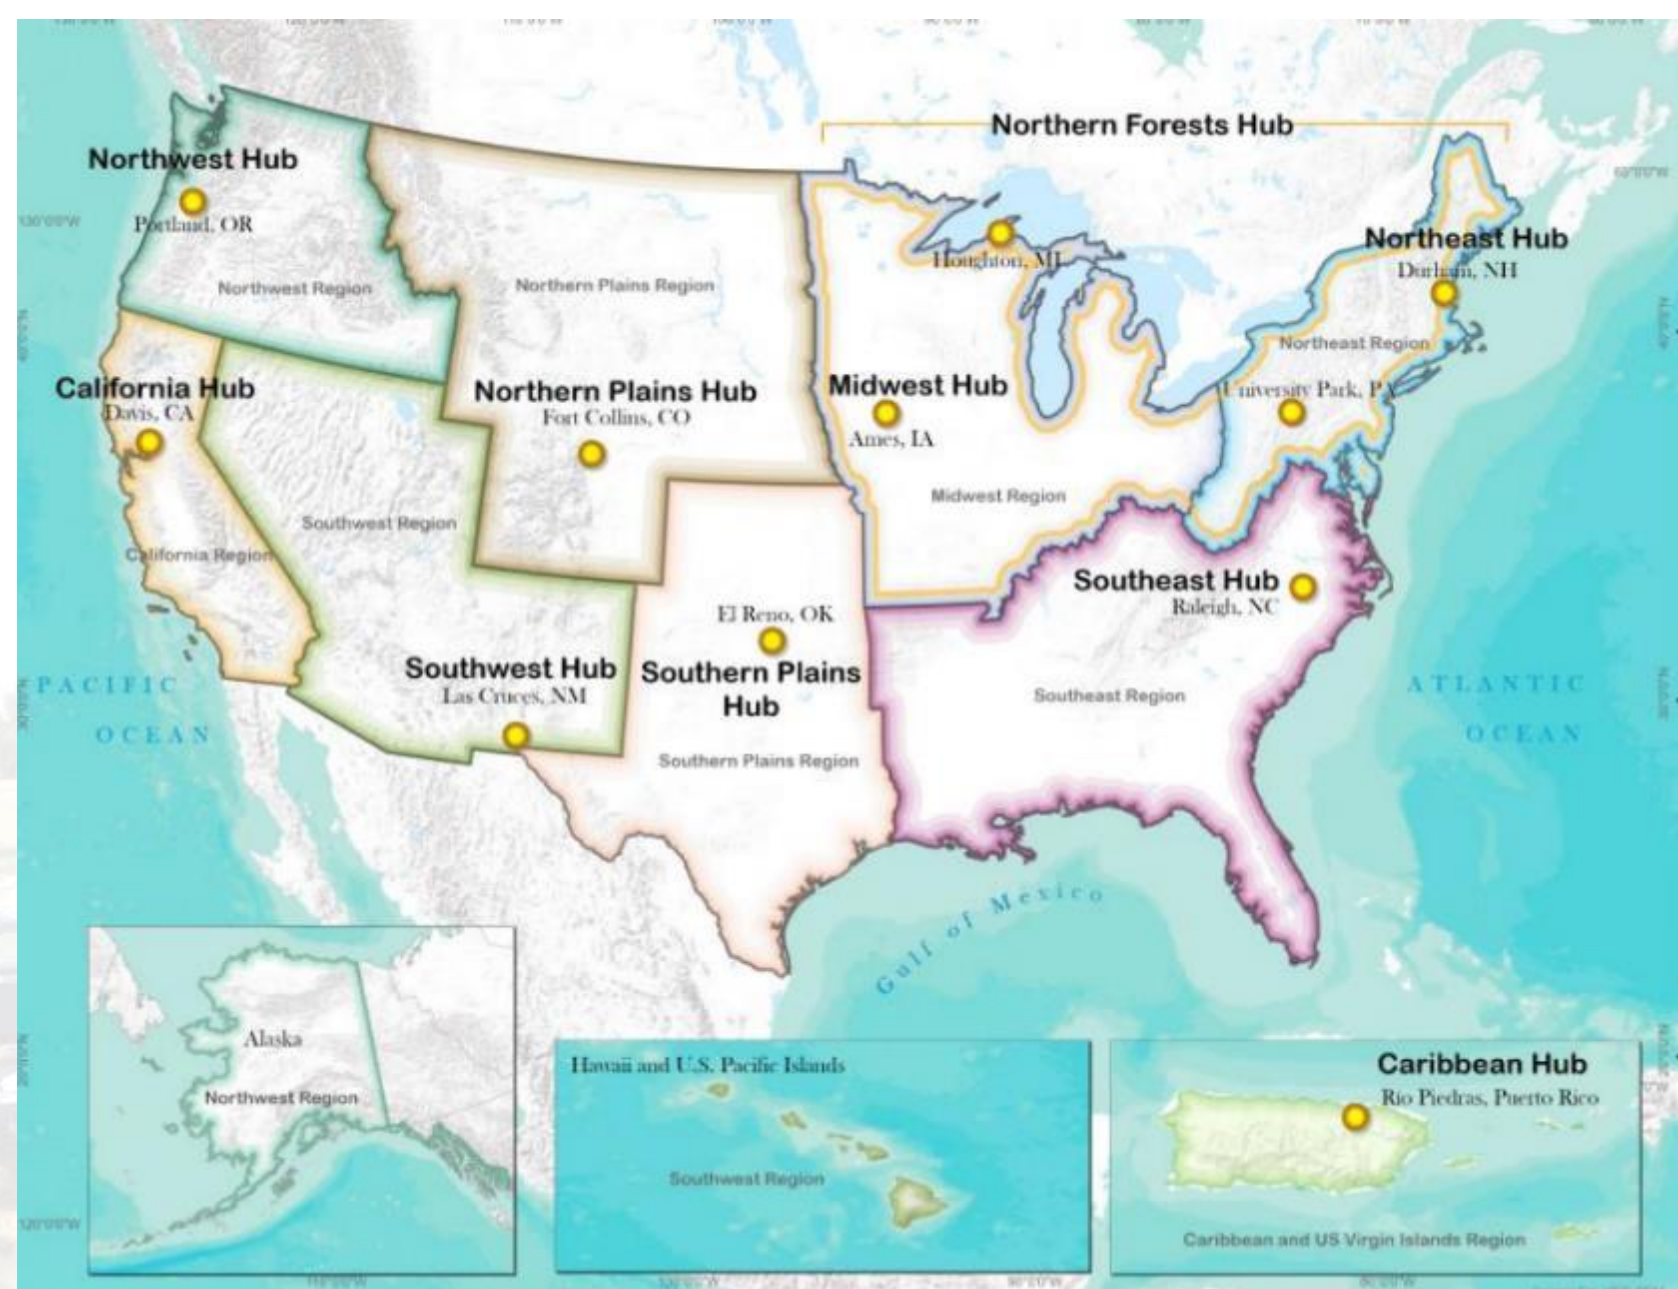 Northern Forests Hub
Northwest Hub
Portland, OR
Northwest Region
Northern Plains Region
Houghton, MI
Northeast Hub
Durham, NH
Northeast Region
California Hub
Davis, CA
Northern Plains Hub
Fort Collins, CO
Midwest Hub
Ames, IA
University Park, PA
Midwest Region
Southwest Region
California Region
Southeast Hub
Raleigh, NC
El Reno, OK
Southwest Hub
Las Cruces, NM
Southern Plains
Hub
Southern Plains Region
Southeast Region
PACIFIC
OCEAN
ATLANTIC
OCEAN
Gulf of Mexico
Alaska
Northwest Region
Hawaii and U.S. Pacific Islands
Southwest Region
Caribbean Hub
Rio Piedras, Puerto Rico
Caribbean and US Virgin Islands Region